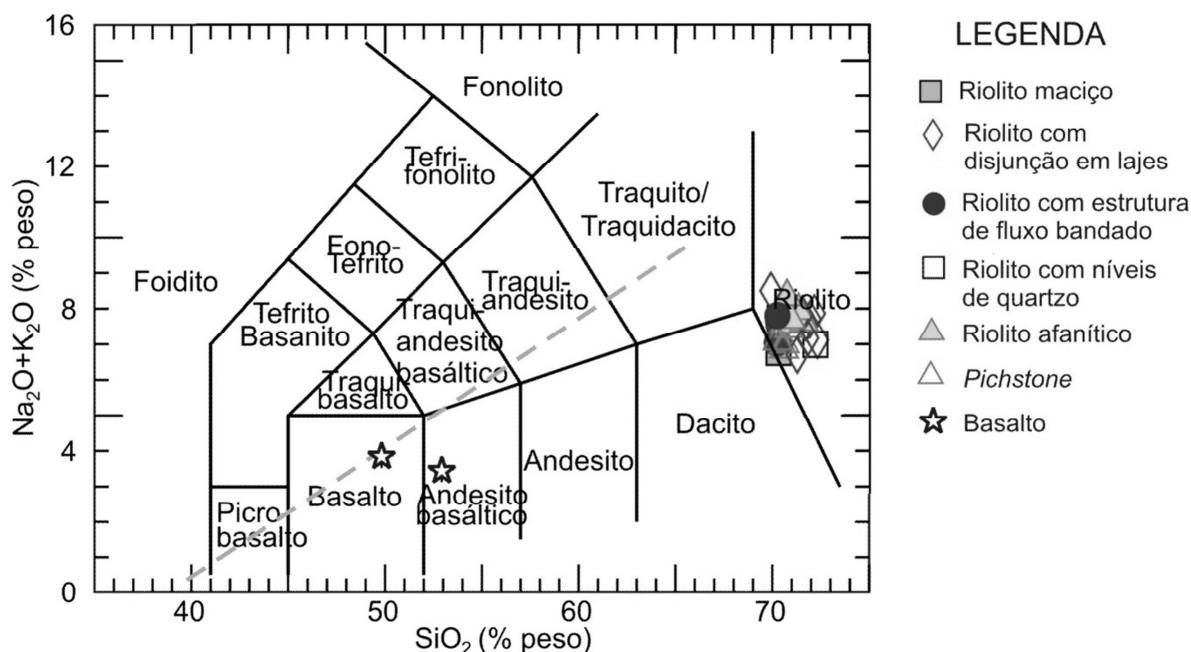 16
12
8
4
0
Na₂O+K₂O (% peso)
40
50
60
70
SiO₂ (% peso)
Fonolito
Tefri-
fonolito
Traquito/
Traquidacito
Eono-
Tefrito
Foidito
Traqui-
andesito
Riolito
Tefrito
Basanito
Traqui-
andesito
basáltico
Traqui
basalto
Dacito
Andesito
Basalto
Andesito
basáltico
Picro
basalto
LEGENDA
Riolito maciço
Riolito com
disjunção em lajes
Riolito com estrutura
de fluxo bandado
Riolito com níveis
de quartzo
Riolito afanítico
Pichstone
Basalto